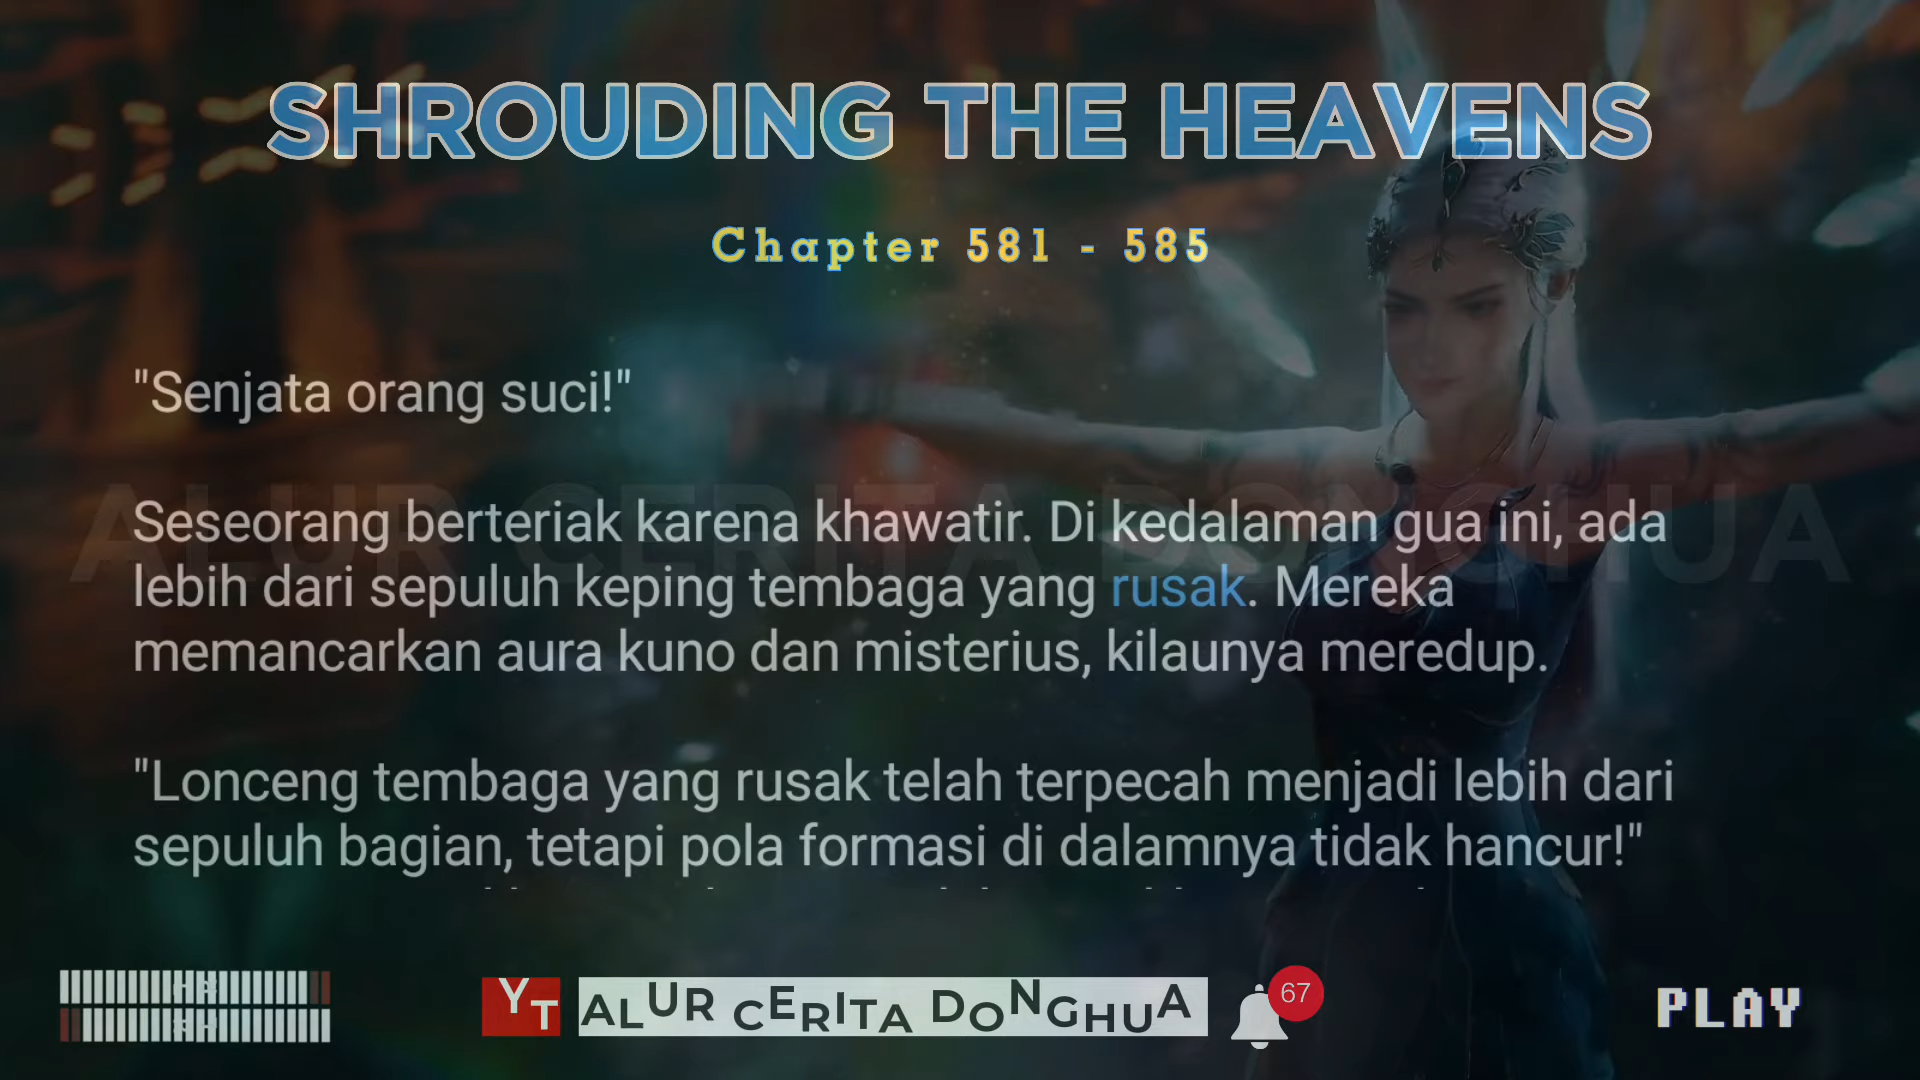 SHROUDING THE HEAVENS
Chapter 581 - 585
"Senjata orang suci!"
ALUR CERITA DONGHUA
Seseorang berteriak karena khawatir. Di kedalaman gua ini, ada
lebih dari sepuluh keping tembaga yang rusak. Mereka
memancarkan aura kuno dan misterius, kilaunya meredup.
"Lonceng tembaga yang rusak telah terpecah menjadi lebih dari
sepuluh bagian, tetapi pola formasi di dalamnya tidak hancur!"
YT ALUR CERITA DONGHUA 67
PLAY